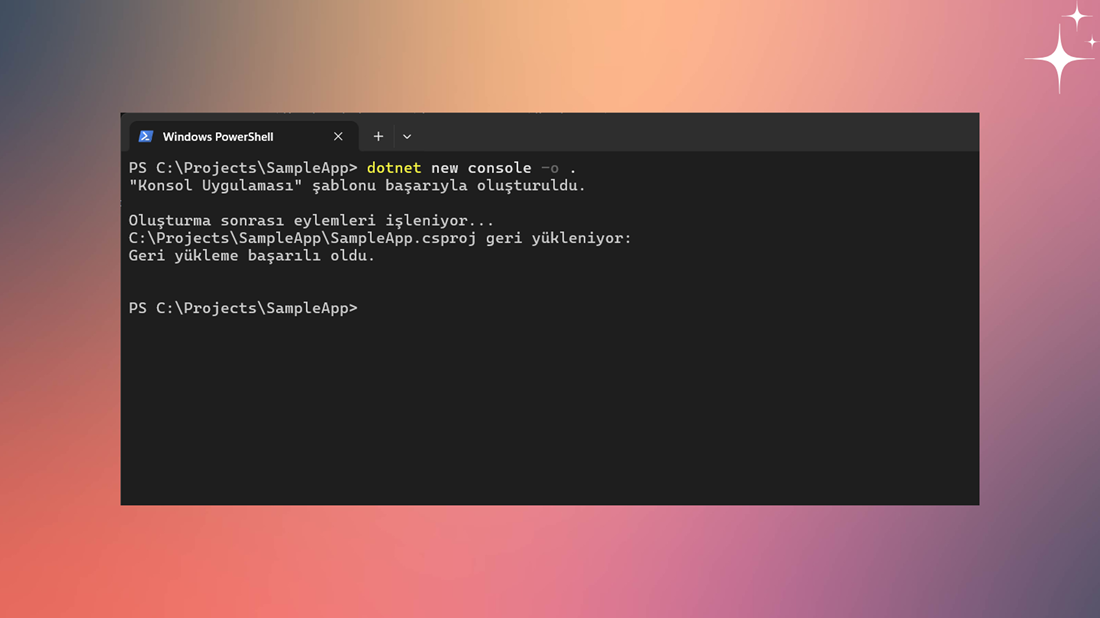 Windows PowerShell
PS C:\Projects\SampleApp> dotnet new console -o .
"Konsol Uygulaması" şablonu başarıyla oluşturuldu.
Oluşturma sonrası eylemleri işleniyor...
C:\Projects\SampleApp\SampleApp.csproj geri yükleniyor:
Geri yükleme başarılı oldu.
PS C:\Projects\SampleApp>